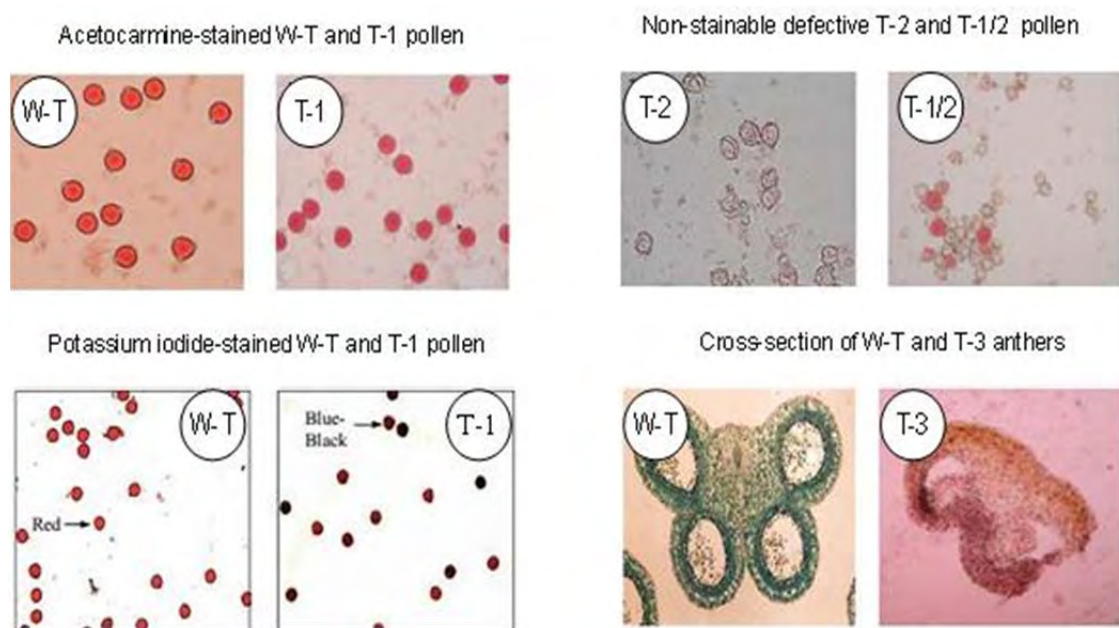 Acetocarmine-stained W-T and T-1 pollen
Non-stainable defective T-2 and T-1/2 pollen
W-T
T-1
T-2
T-1/2
Potassium iodide-stained W-T and T-1 pollen
Cross-section of W-T and T-3 anthers
W-T
Red
T-1
Blue-
Black
W-T
T-3